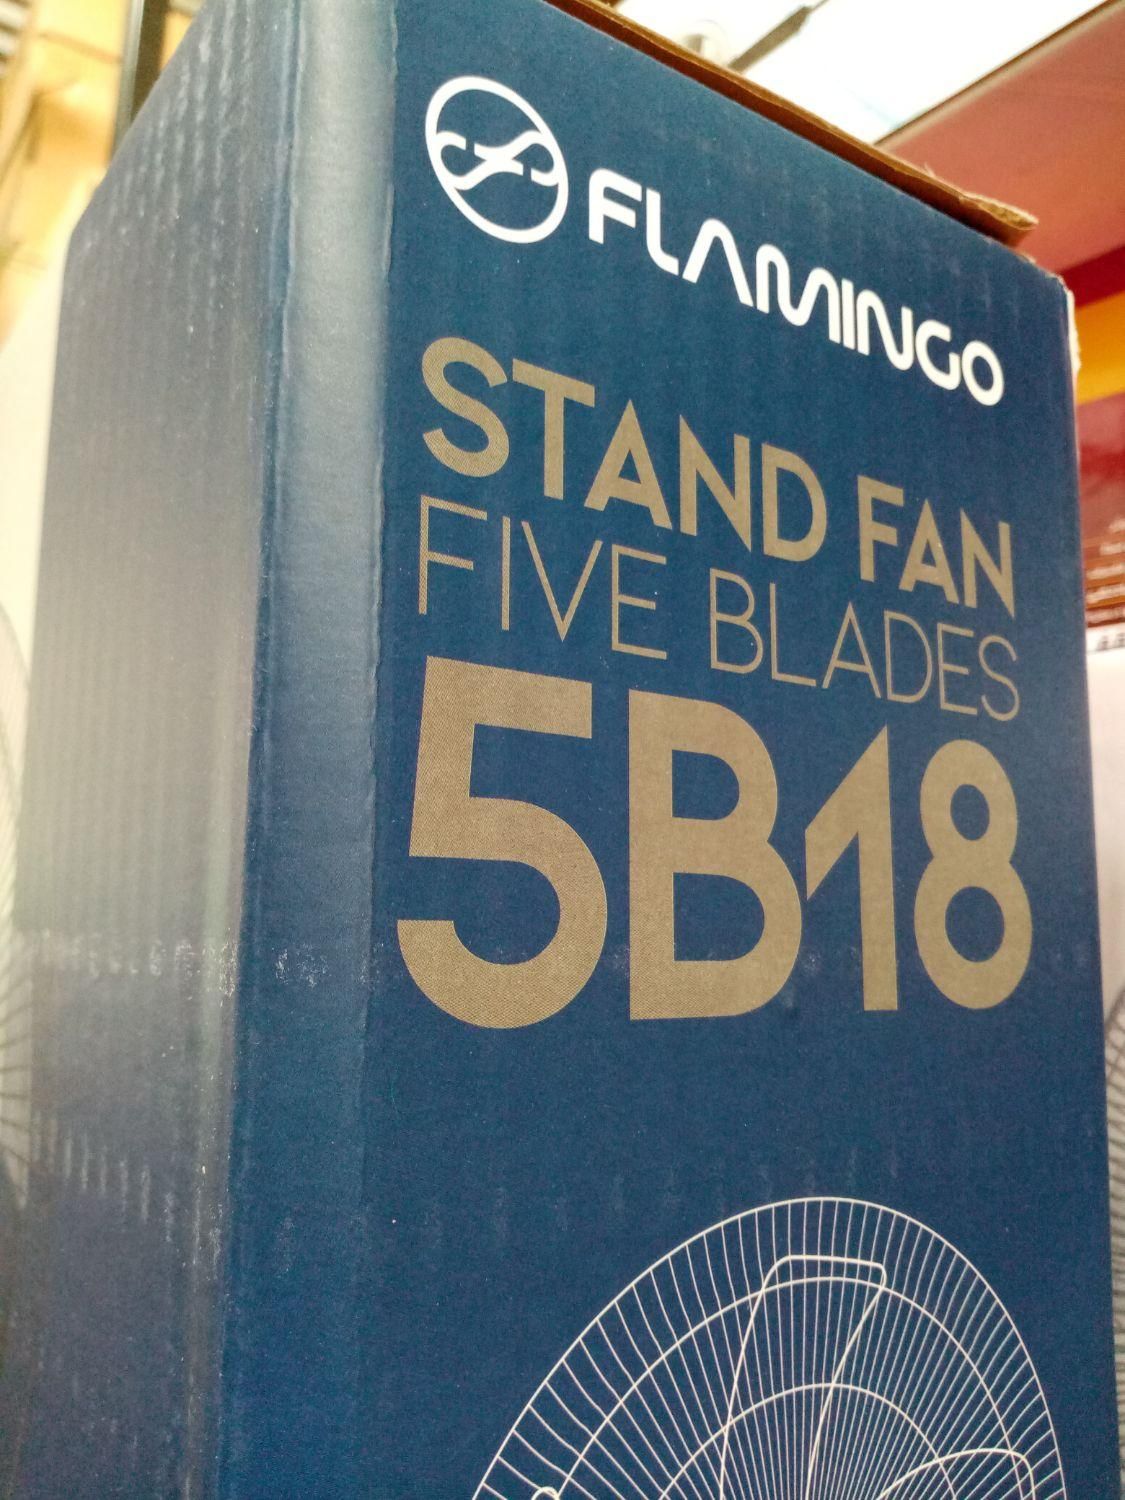 FLAMINGO
STAND FAN
FIVE BLADES
5B18